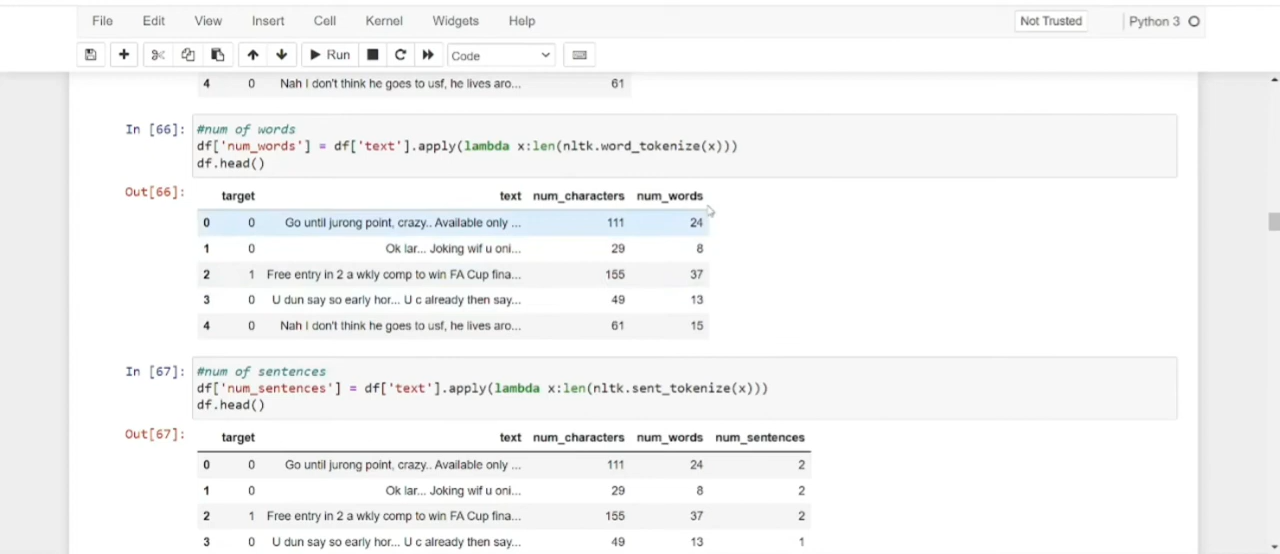 File Edit View Insert Cell Kernel Widgets Help Not Trusted Python 3
Run Code
4 0 Nah I don't think he goes to usf, he lives aro... 61
In [66]: #num of words
df['num_words'] = df['text'].apply(lambda x:len(nltk.word_tokenize(x)))
df.head()
Out[66]:
target text num_characters num_words
0 0 Go until jurong point, crazy.. Available only ... 111 24
1 0 Ok lar... Joking wif u oni... 29 8
2 1 Free entry in 2 a wkly comp to win FA Cup fina... 155 37
3 0 U dun say so early hor... U c already then say... 49 13
4 0 Nah I don't think he goes to usf, he lives aro... 61 15
In [67]: #num of sentences
df['num_sentences'] = df['text'].apply(lambda x:len(nltk.sent_tokenize(x)))
df.head()
Out[67]:
target text num_characters num_words num_sentences
0 0 Go until jurong point, crazy.. Available only ... 111 24 2
1 0 Ok lar... Joking wif u oni... 29 8 2
2 1 Free entry in 2 a wkly comp to win FA Cup fina... 155 37 2
3 0 U dun say so early hor... U c already then say... 49 13 1